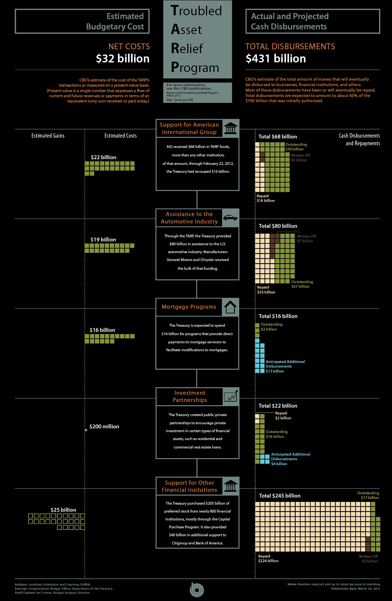 Estimated
Budgetary Cost
Troubled
Asset
Relief
Program
Actual and Projected
Cash Disbursements
NET COSTS
$32 billion
CBO's estimate of the cost of the TARP's
transactions as measured on a present-value basis.
(Present value is a single number that expresses a flow of
current and future revenues or payments in terms of an
equivalent lump sum received or paid today.)
For more information,
see this CBO publication:
TOTAL DISBURSEMENTS
$431 billion
CBO's estimate of the total amount of money that will eventually
be disbursed to businesses, financial institutions, and others.
Most of these disbursements have been or will eventually be repaid.
Total disbursements are expected to amount to about 60% of the
$700 billion that was initially authorized.
Estimated Gains
Estimated Costs
Cash Disbursements
and Repayments
Support for American
International Group
$22 billion
AIG received $68 billion in TARP funds,
more than any other institution;
of that amount, through February 22, 2012,
the Treasury had recouped $16 billion.
Total $68 billion
Outstanding
Written Off
Repaid
$16 billion
Assistance to the
Automotive Industry
$19 billion
Through the TARP, the Treasury provided
$80 billion in assistance to the U.S.
automotive industry. Manufacturers
General Motors and Chrysler received
the bulk of that funding.
Total $80 billion
Written Off
Outstanding
$37 billion
Repaid
$35 billion
Mortgage Programs
$16 billion
The Treasury is expected to spend
$16 billion for programs that provide direct
payments to mortgage servicers to
facilitate modifications to mortgages.
Total $16 billion
Outstanding
$3 billion
Anticipated Additional
Disbursements
$13 billion
Investment
Partnerships
$200 million
The Treasury created public-private
partnerships to encourage private
investment in certain types of financial
assets, such as residential and
commercial real estate loans.
Total $22 billion
Repaid
$2 billion
Outstanding
$16 billion
Anticipated Additional
Disbursements
$4 billion
Support for Other
Financial Insitutions
$25 billion
The Treasury purchased $205 billion of
preferred stock from nearly 800 financial
institutions, mostly through the Capital
Purchase Program. It also provided
$40 billion in additional support to
Citigroup and Bank of America.
Total $245 billion
Outstanding
$17 billion
Repaid
Written Off
Authors: Jonathan Schwabish and Courtney Griffith
Sources: Congressional Budget Office, Department of the Treasury
Notes: Numbers may not add up to totals because of rounding